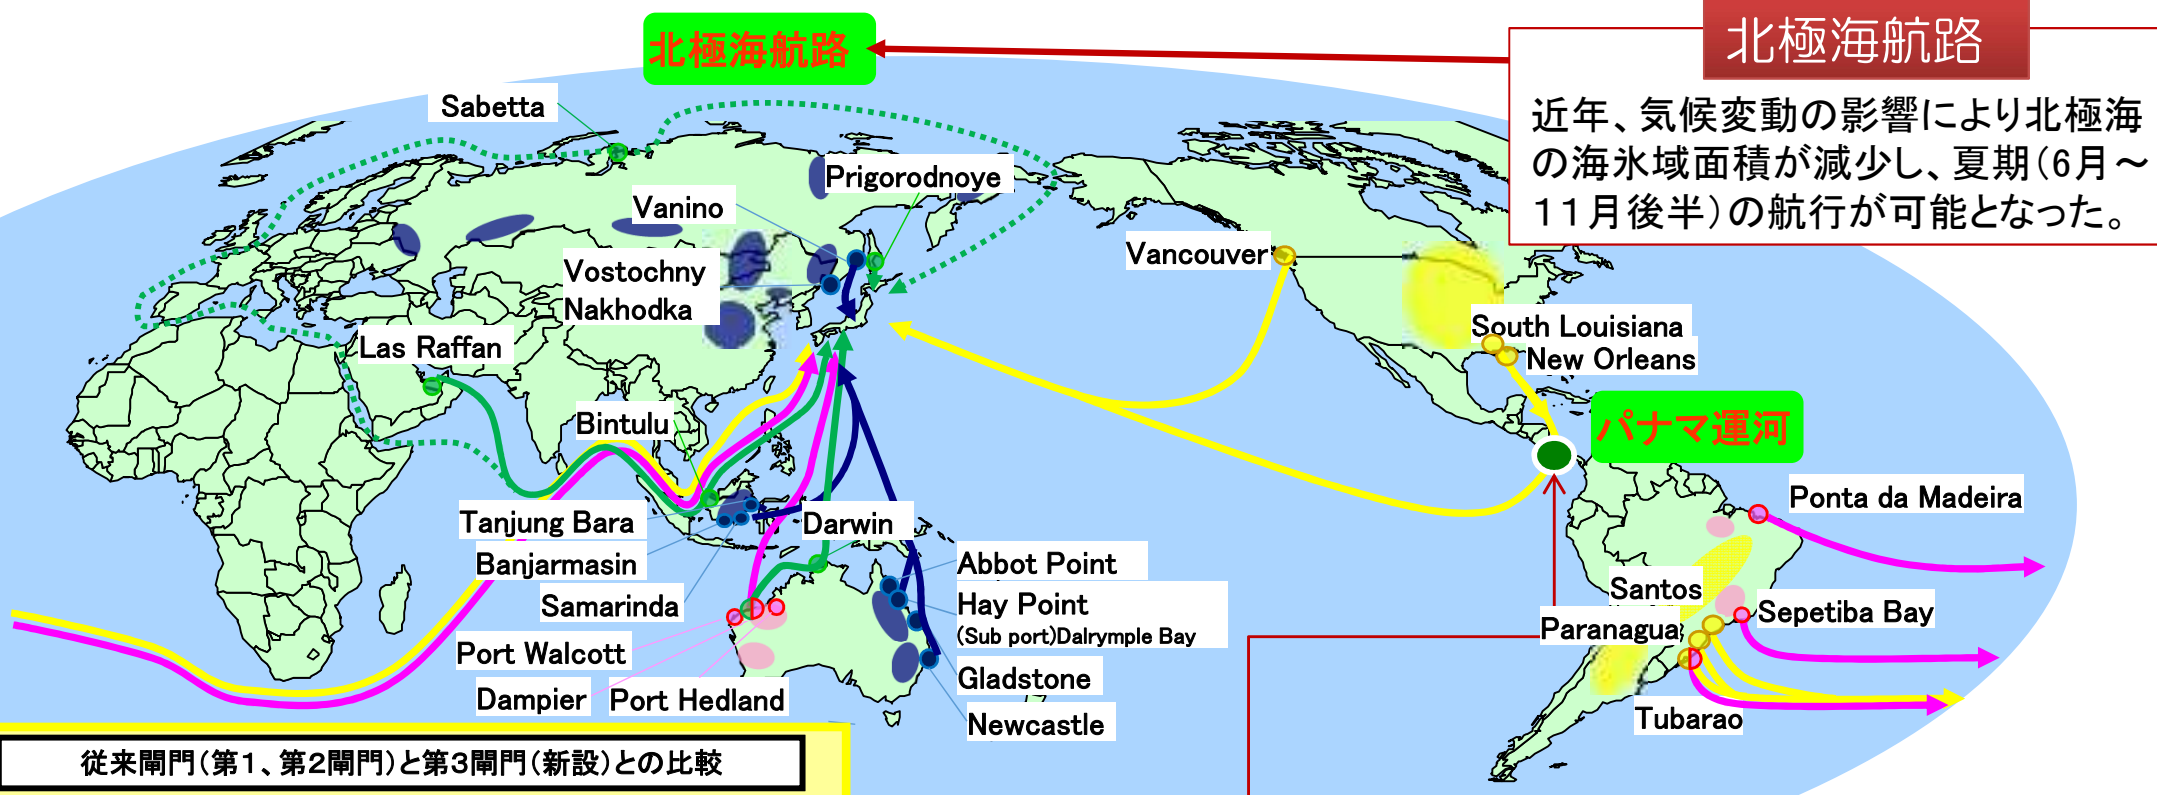 北極海航路
北極海航路
近年、気候変動の影響により北極海
の海氷域面積が減少し、夏期(6月～
11月後半)の航行が可能となった。
Sabetta
Prigorodnoye
Vanino
Vostochny
Nakhodka
Vancouver
South Louisiana
New Orleans
Las Raffan
パナマ運河
Bintulu
Ponta da Madeira
Tanjung Bara
Darwin
Banjarmasin
Abbot Point
Samarinda
Hay Point
(Sub port)Dalrymple Bay
Santos
Sepetiba Bay
Paranagua
Port Walcott
Gladstone
Dampier
Port Hedland
Newcastle
Tubarao
従来閘門(第1、第2閘門)と第3閘門(新設)との比較